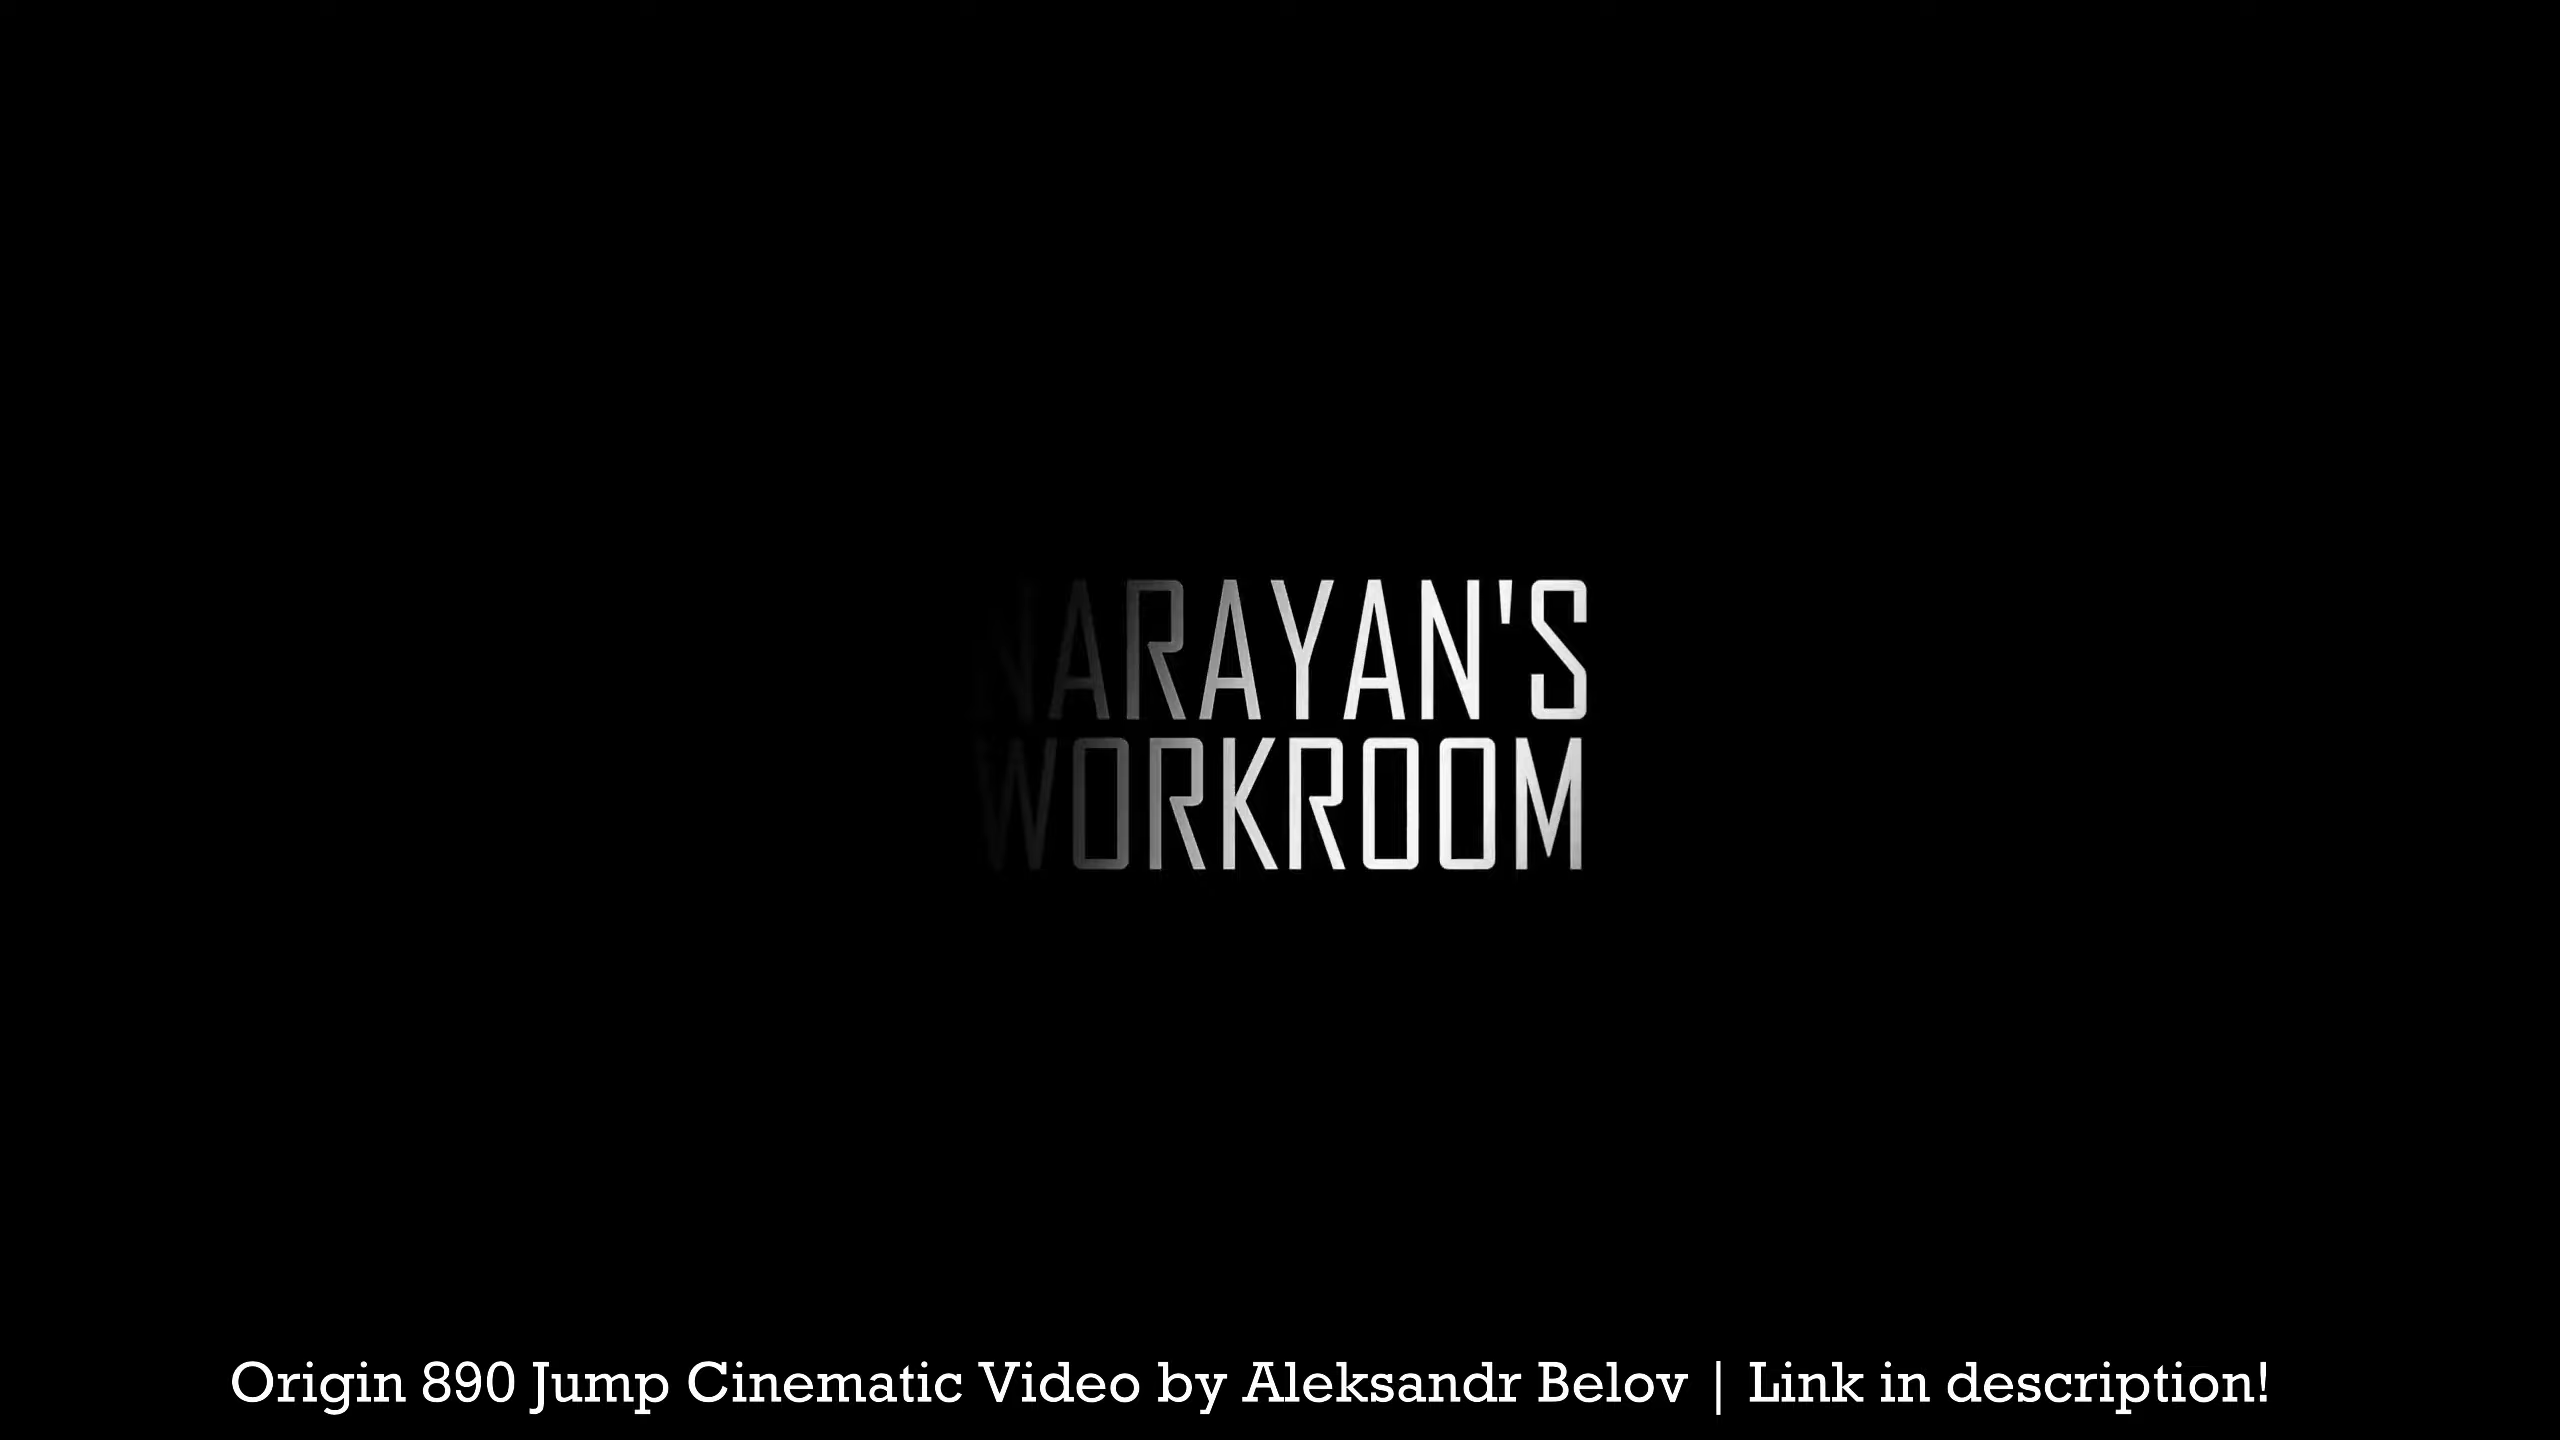 NARAYAN'S
WORKROOM
Origin 890 Jump Cinematic Video by Aleksandr Belov | Link in description!